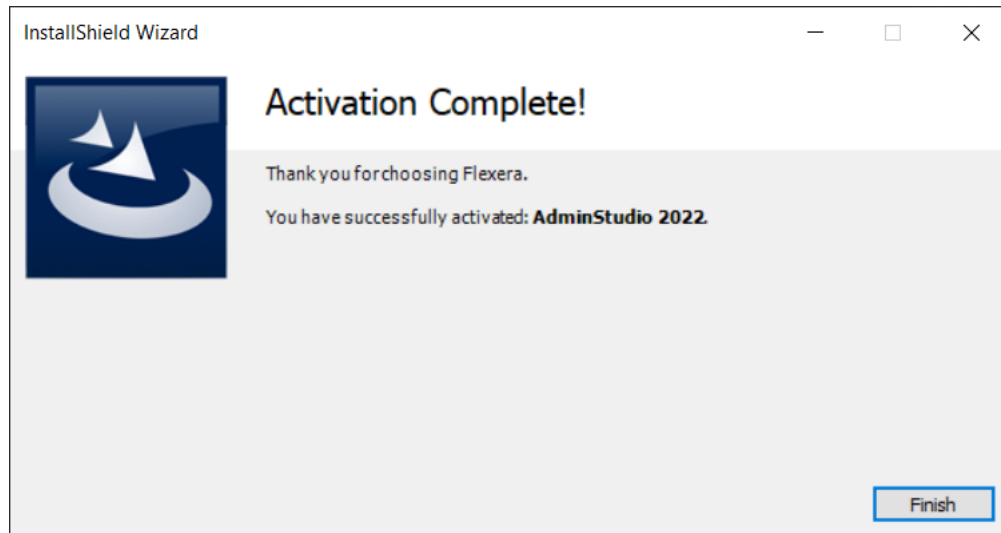 InstallShield Wizard
Activation Complete!
Thank you for choosing Flexera.
You have successfully activated: AdminStudio 2022.
Finish